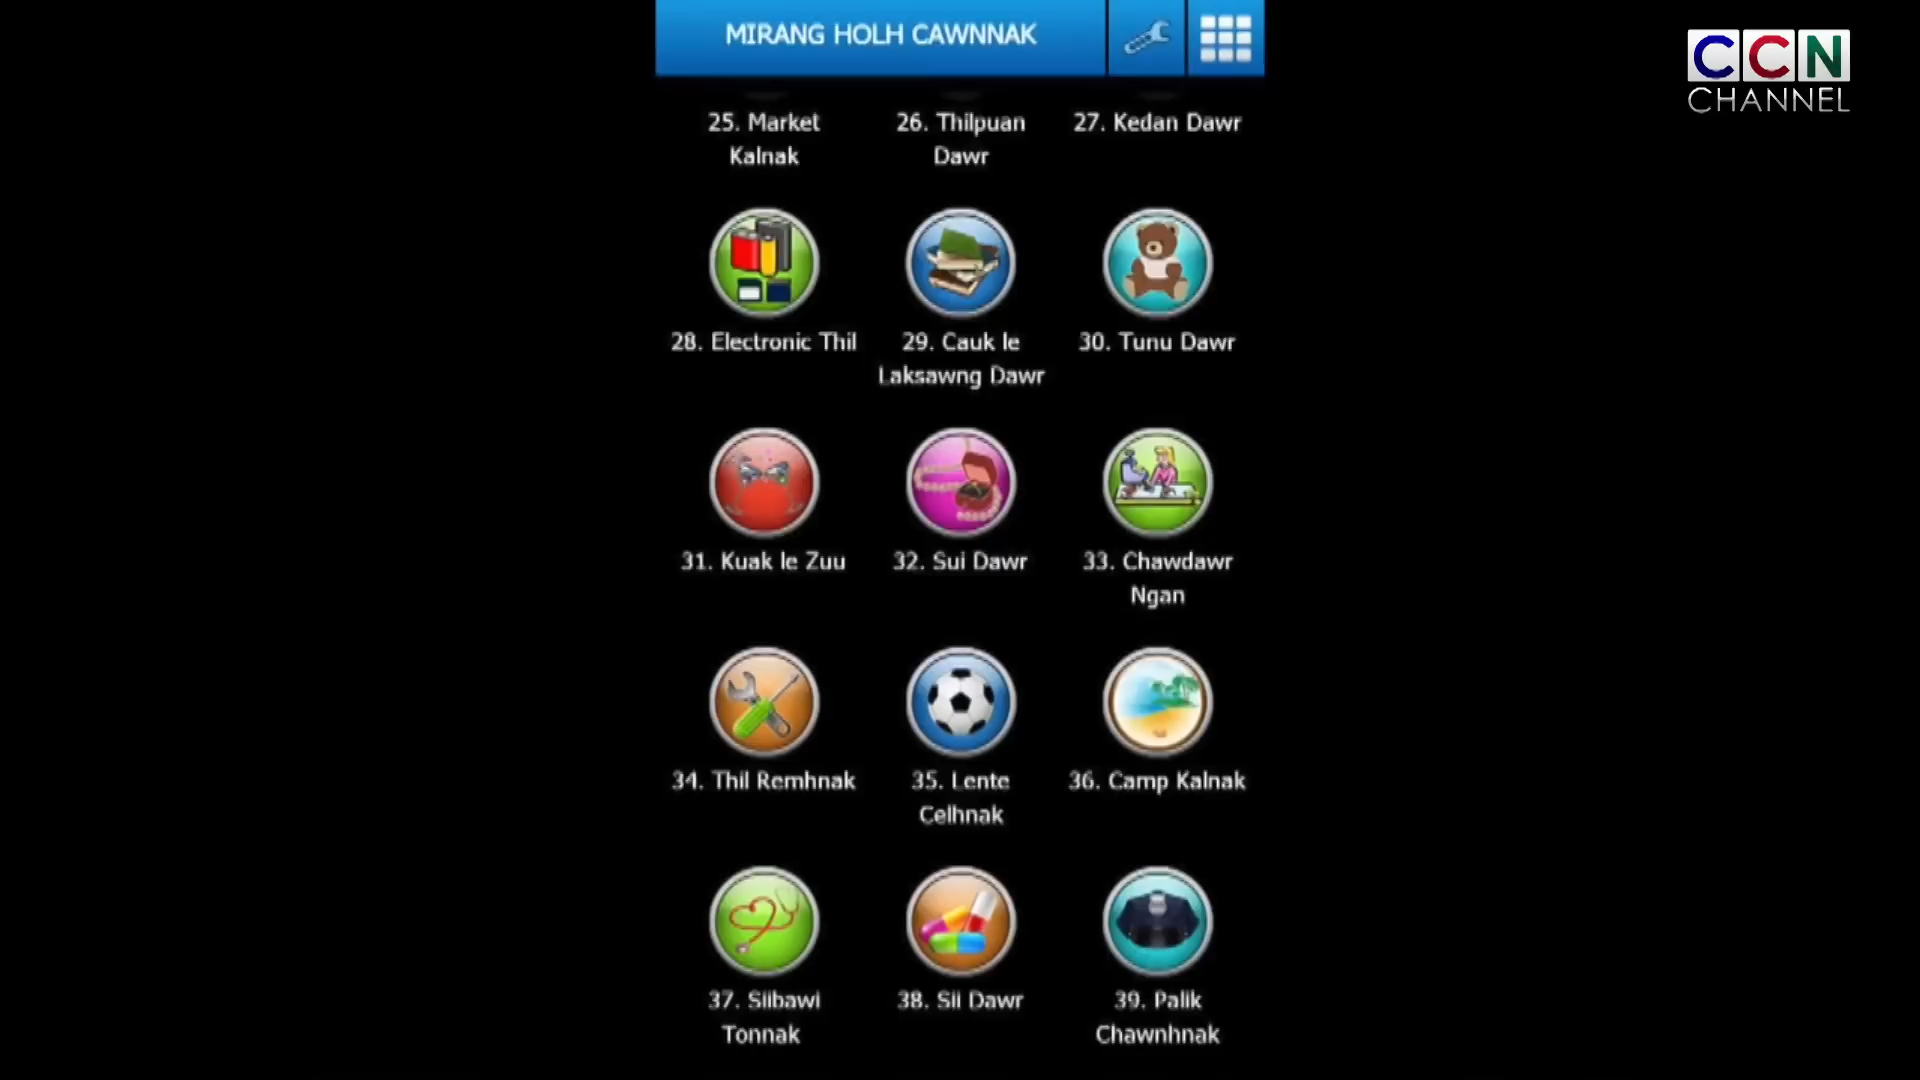 MIRANG HOLH CAWNNAK
CCN
CHANNEL
25. Market
Kalnak
26. Thilpuan
Dawr
27. Kedan Dawr
28. Electronic Thil
29. Cauk le
Laksawng Dawr
30. Tunu Dawr
31. Kuak le Zuu
32. Sui Dawr
33. Chawdawr
Ngan
34. Thil Remhnak
35. Lente
Celhnak
36. Camp Kalnak
37. Siibawi
Tonnak
38. Sii Dawr
39. Palik
Chawnhnak